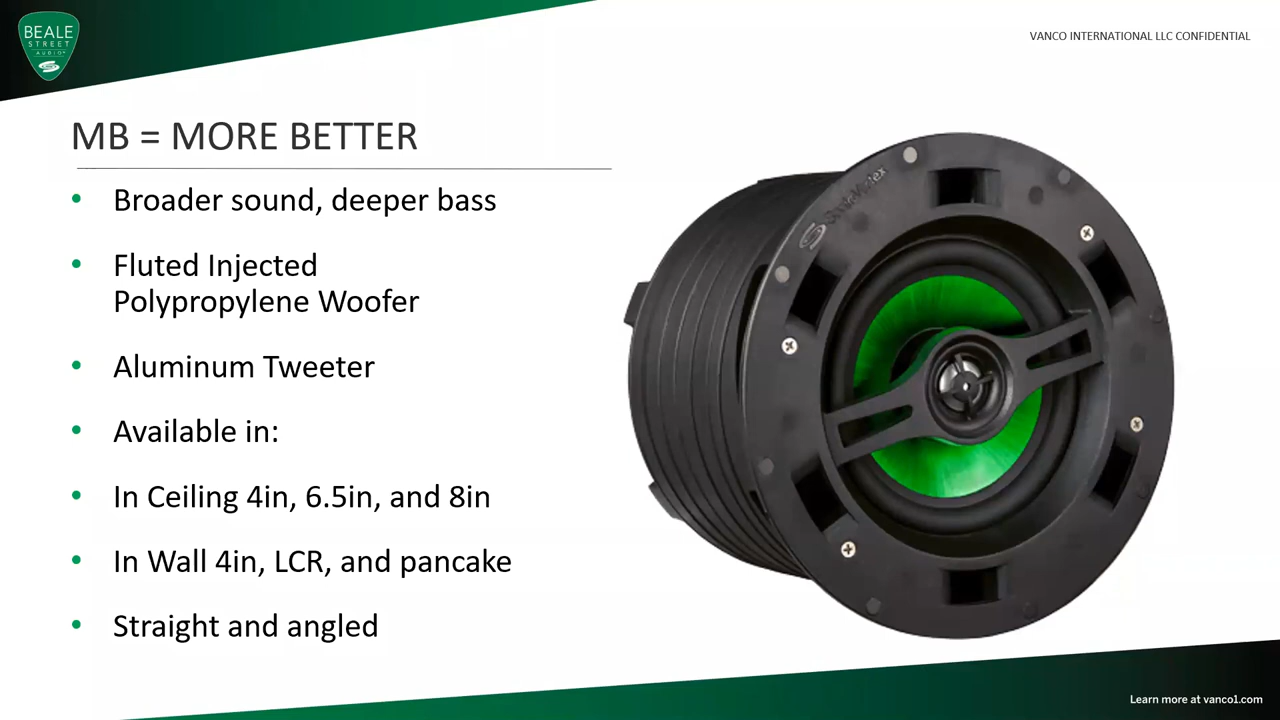 BEALE
STREET
AUDIO
VANCO INTERNATIONAL LLC CONFIDENTIAL
MB = MORE BETTER
• Broader sound, deeper bass
• Fluted Injected
Polypropylene Woofer
• Aluminum Tweeter
• Available in:
• In Ceiling 4in, 6.5in, and 8in
• In Wall 4in, LCR, and pancake
• Straight and angled
Learn more at vanco1.com